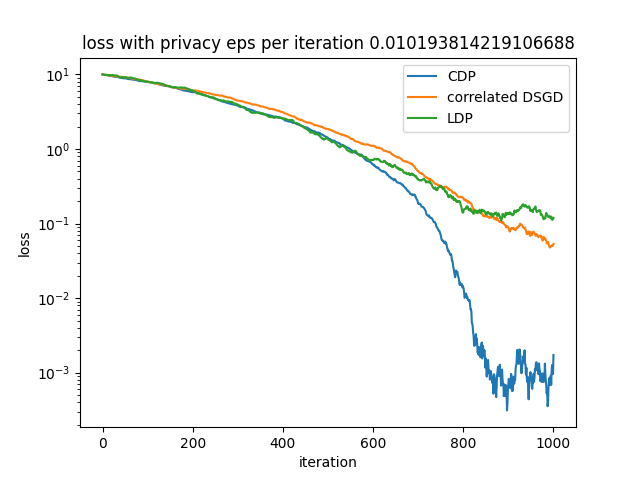 loss with privacy eps per iteration 0.010193814219106688
CDP
correlated DSGD
LDP
10¹
10⁰
10⁻¹
10⁻²
10⁻³
loss
0 200 400 600 800 1000
iteration